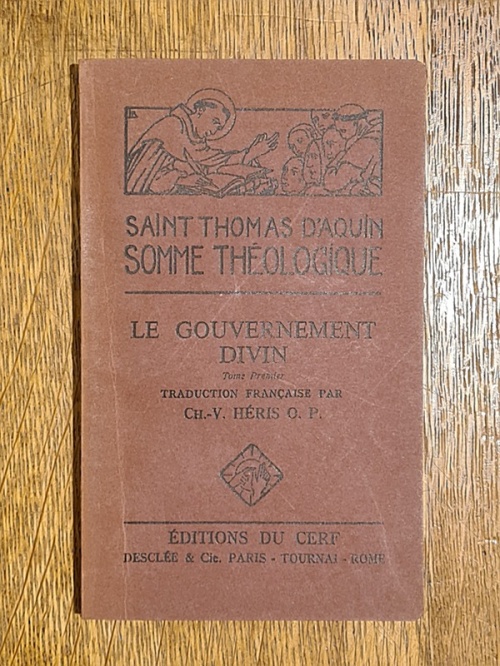 SAINT THOMAS D'AQUIN
SOMME THÉOLOGIQUE
LE GOUVERNEMENT
DIVIN
Tome Premier
TRADUCTION FRANÇAISE PAR
CH.-V. HÉRIS O. P.
ÉDITIONS DU CERF
DESCLÉE & Cie. PARIS - TOURNAI - ROME